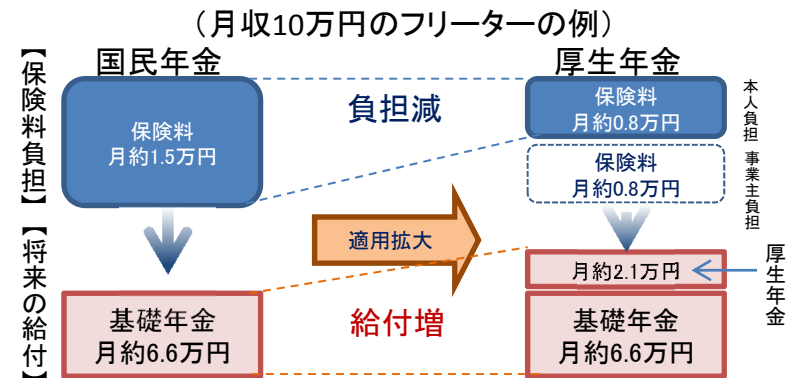 （月収10万円のフリーターの例）
【保険料負担】
国民年金
厚生年金
保険料
月約1.5万円
負担減
保険料
月約0.8万円
本人負担
保険料
月約0.8万円
事業主負担
適用拡大
【将来の給付】
基礎年金
月約6.6万円
給付増
月約2.1万円
厚生年金
基礎年金
月約6.6万円